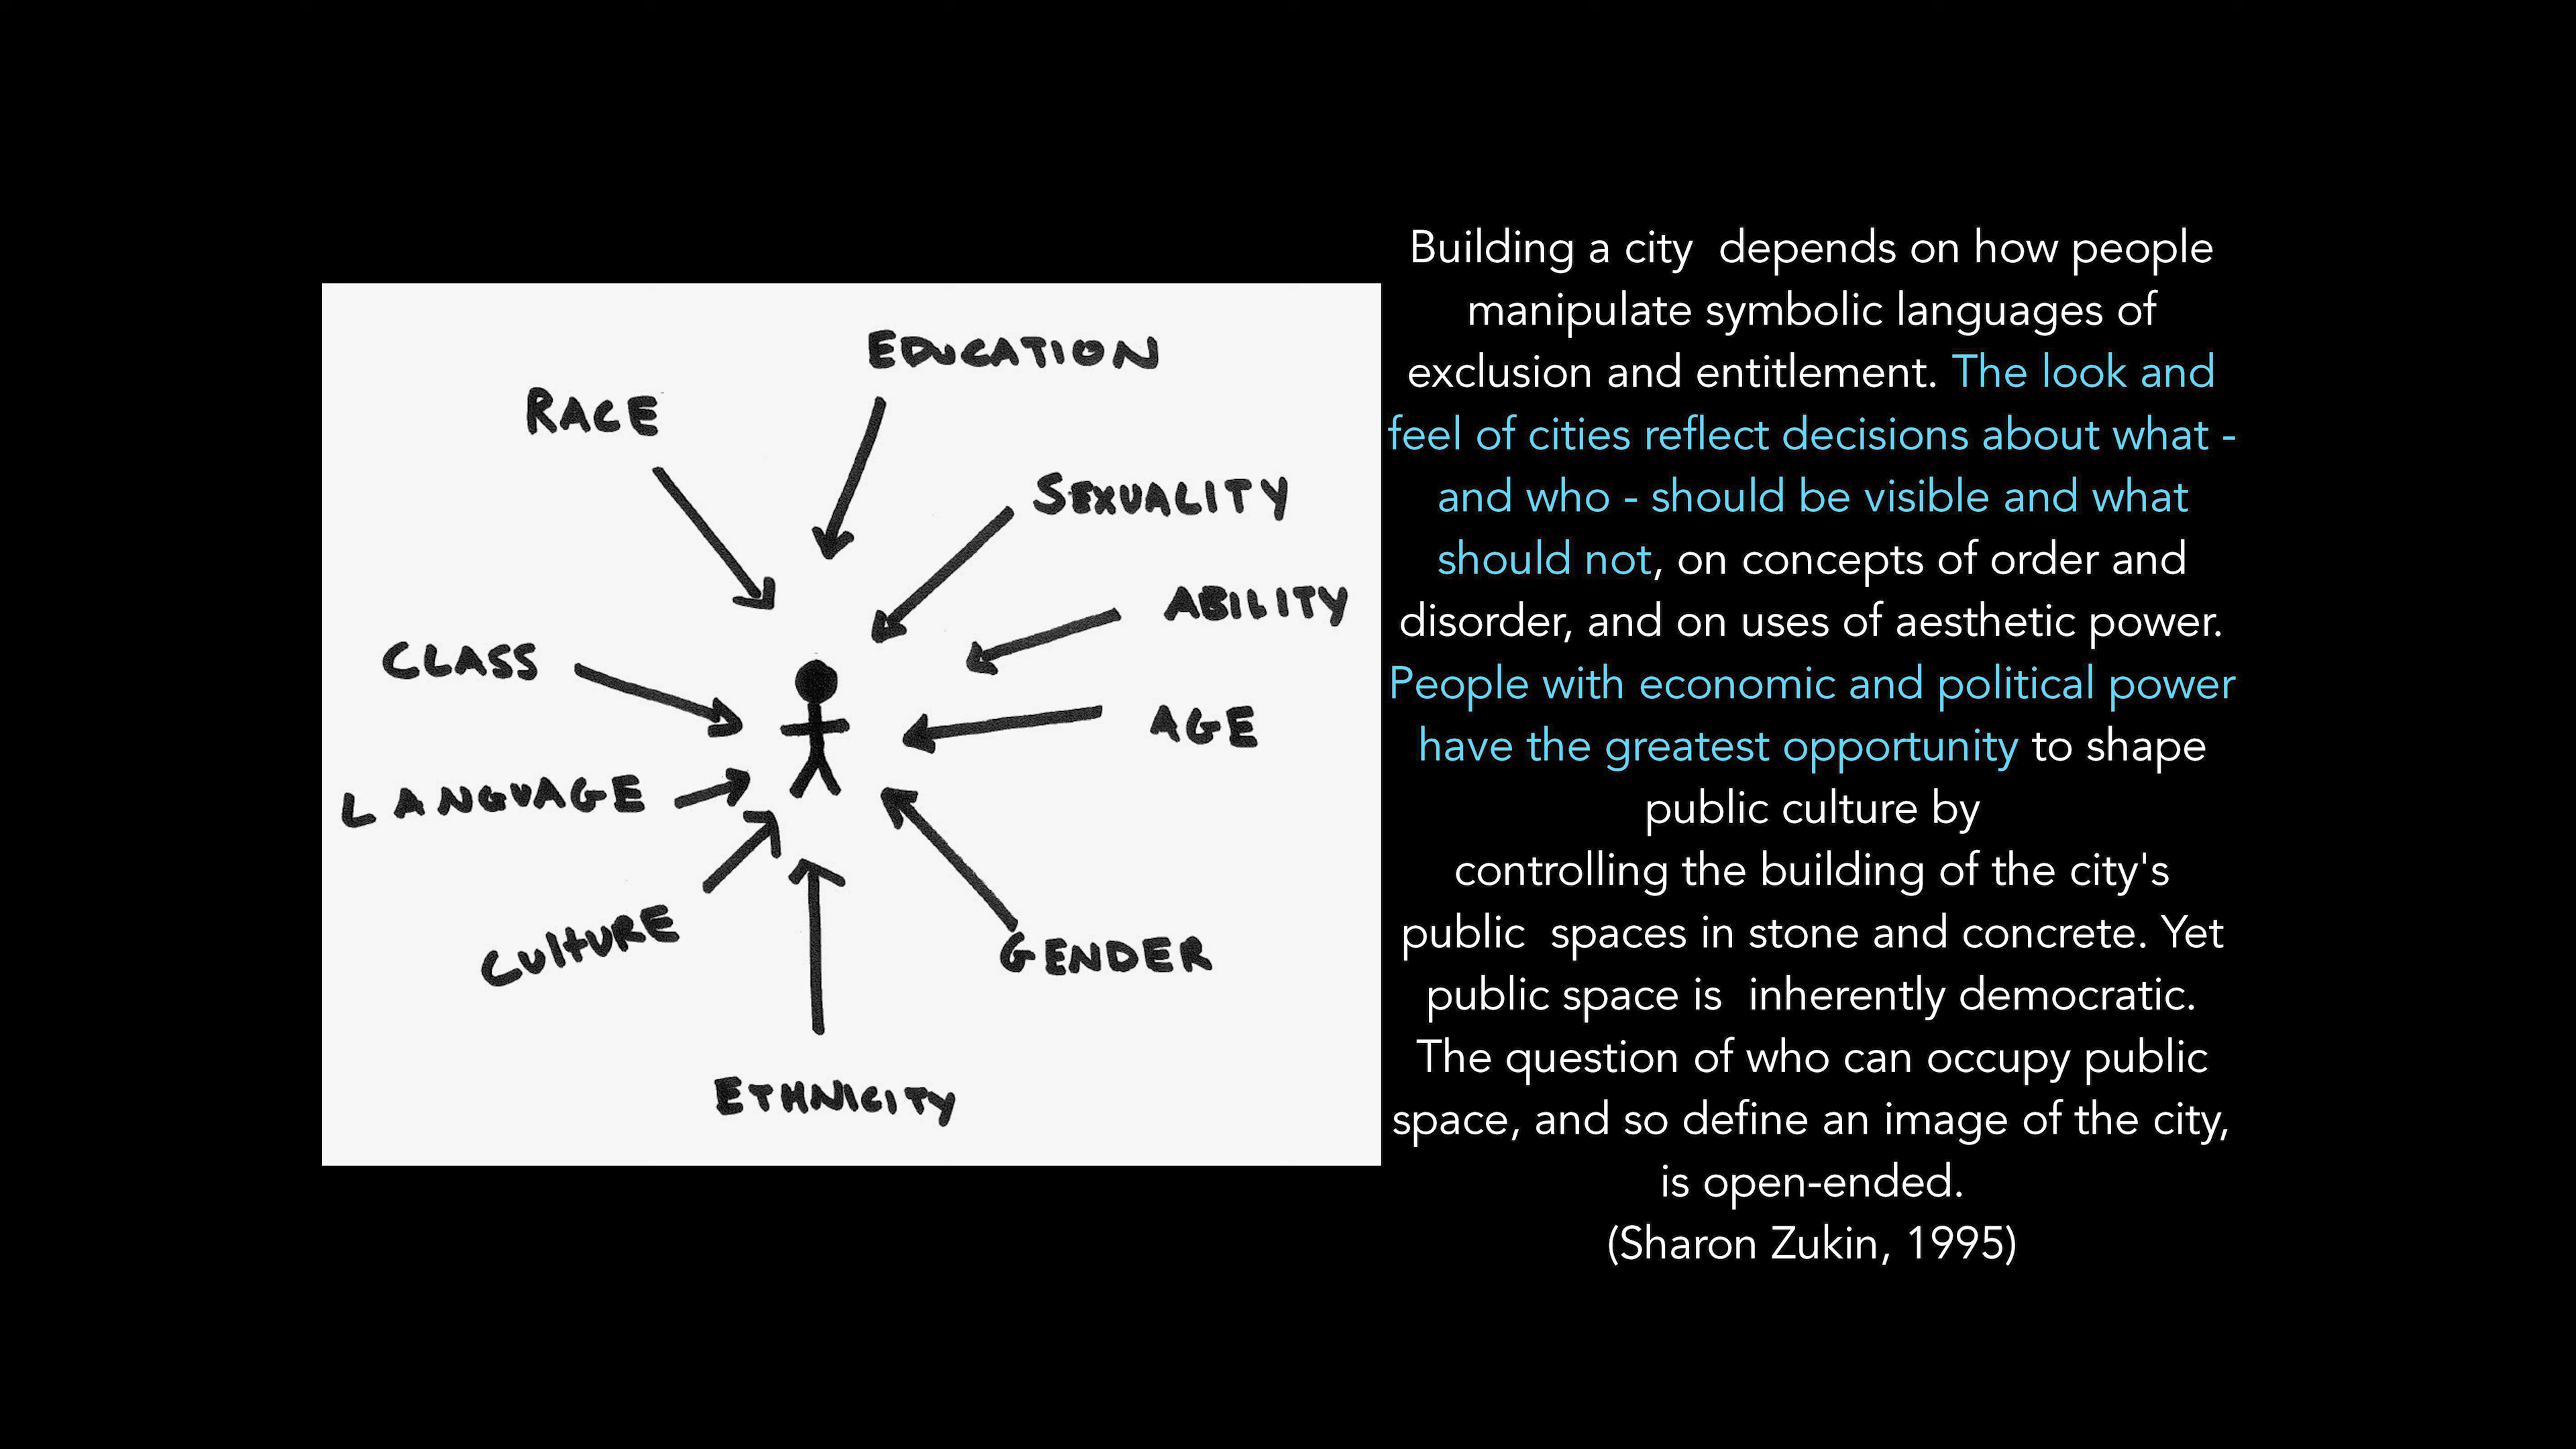 EDUCATION
RACE
SEXUALITY
ABILITY
CLASS
AGE
LANGUAGE
CULTURE
GENDER
ETHNICITY
Building a city  depends on how people
manipulate symbolic languages of
exclusion and entitlement. The look and
feel of cities reflect decisions about what -
and who - should be visible and what
should not, on concepts of order and
disorder, and on uses of aesthetic power.
People with economic and political power
have the greatest opportunity to shape
public culture by
controlling the building of the city's
public  spaces in stone and concrete. Yet
public space is  inherently democratic.
The question of who can occupy public
space, and so define an image of the city,
is open-ended.
(Sharon Zukin, 1995)